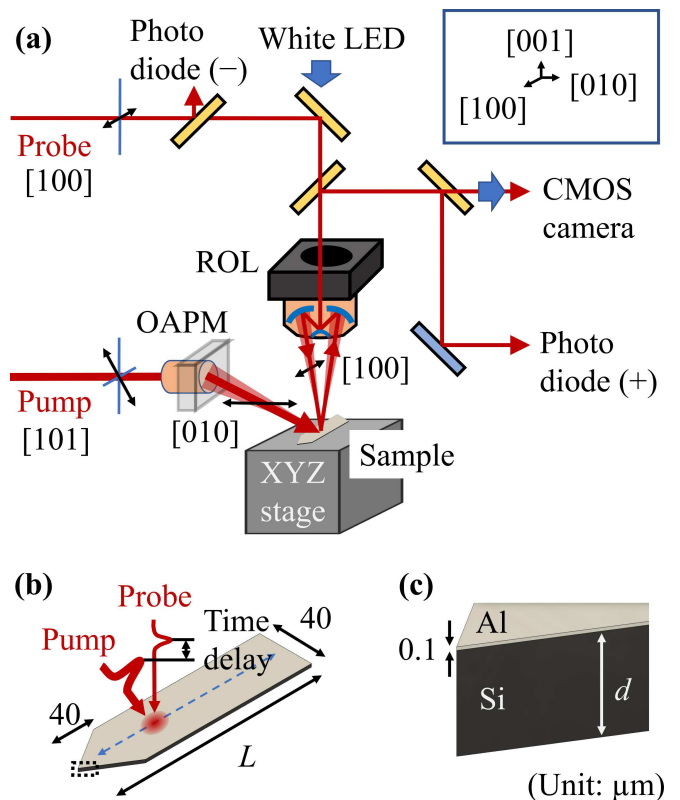 (a)
Photo
diode (−)
White LED
[001]
[010]
[100]
Probe
[100]
CMOS
camera
ROL
OAPM
[100]
Photo
diode (+)
Pump
[101]
[010]
Sample
XYZ
stage
(b)
Probe
Pump
Time
delay
40
40
L
(c)
Al
0.1
Si
d
(Unit: μm)